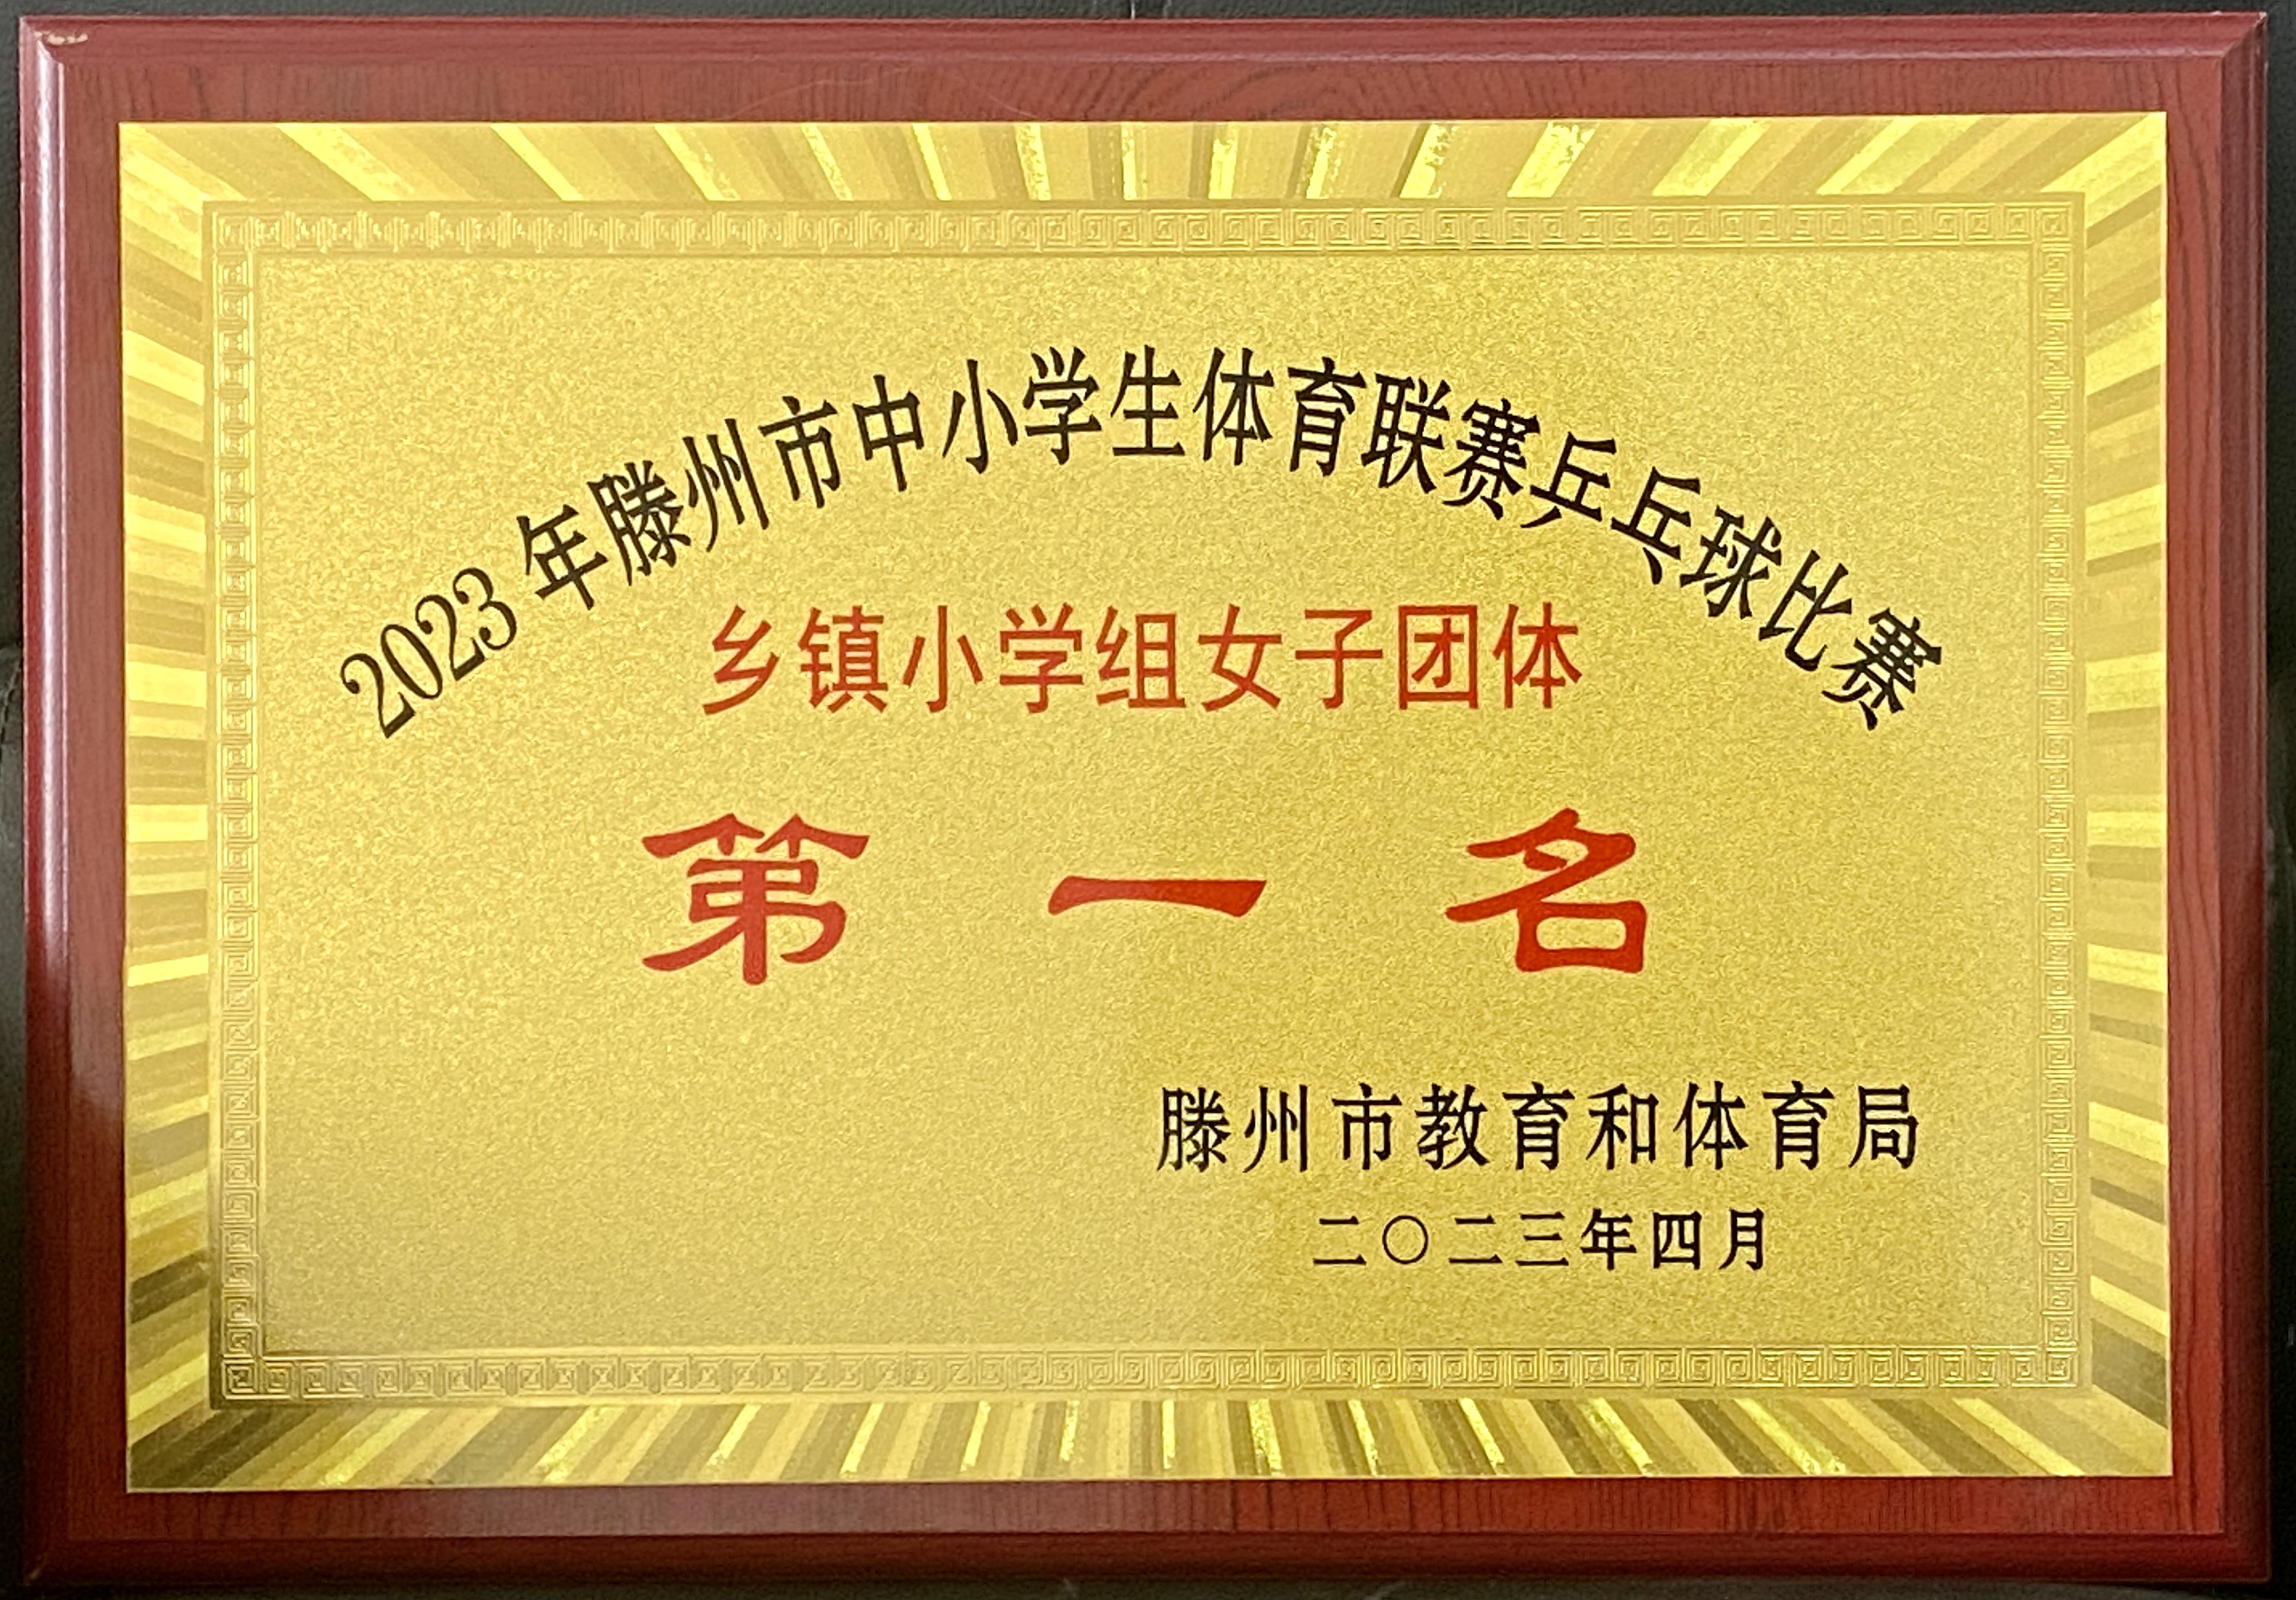 2023年滕州市中小学生体育联赛乒乓球比赛
乡镇小学组女子团体
第一名
滕州市教育和体育局
二〇二三年四月